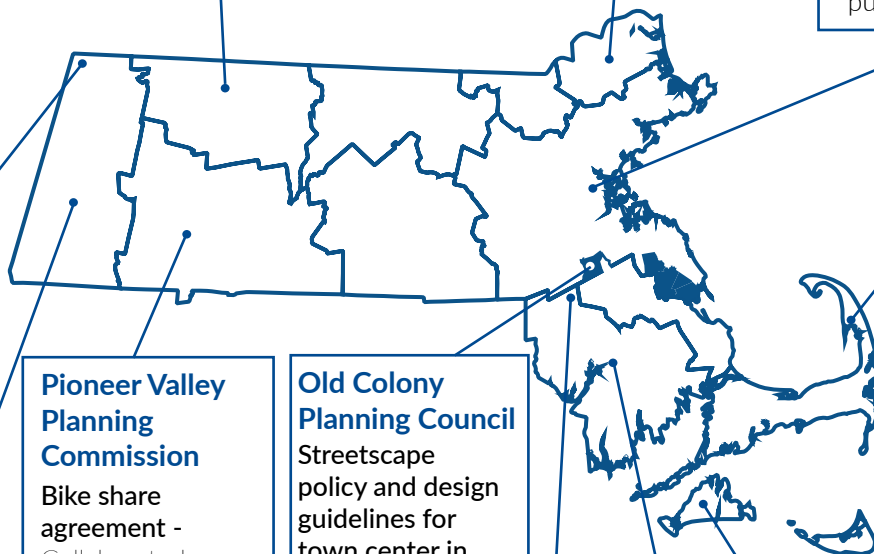 pu
Pioneer Valley
Planning
Commission
Bike share
agreement -
Old Colony
Planning Council
Streetscape
policy and design
guidelines for
town center in